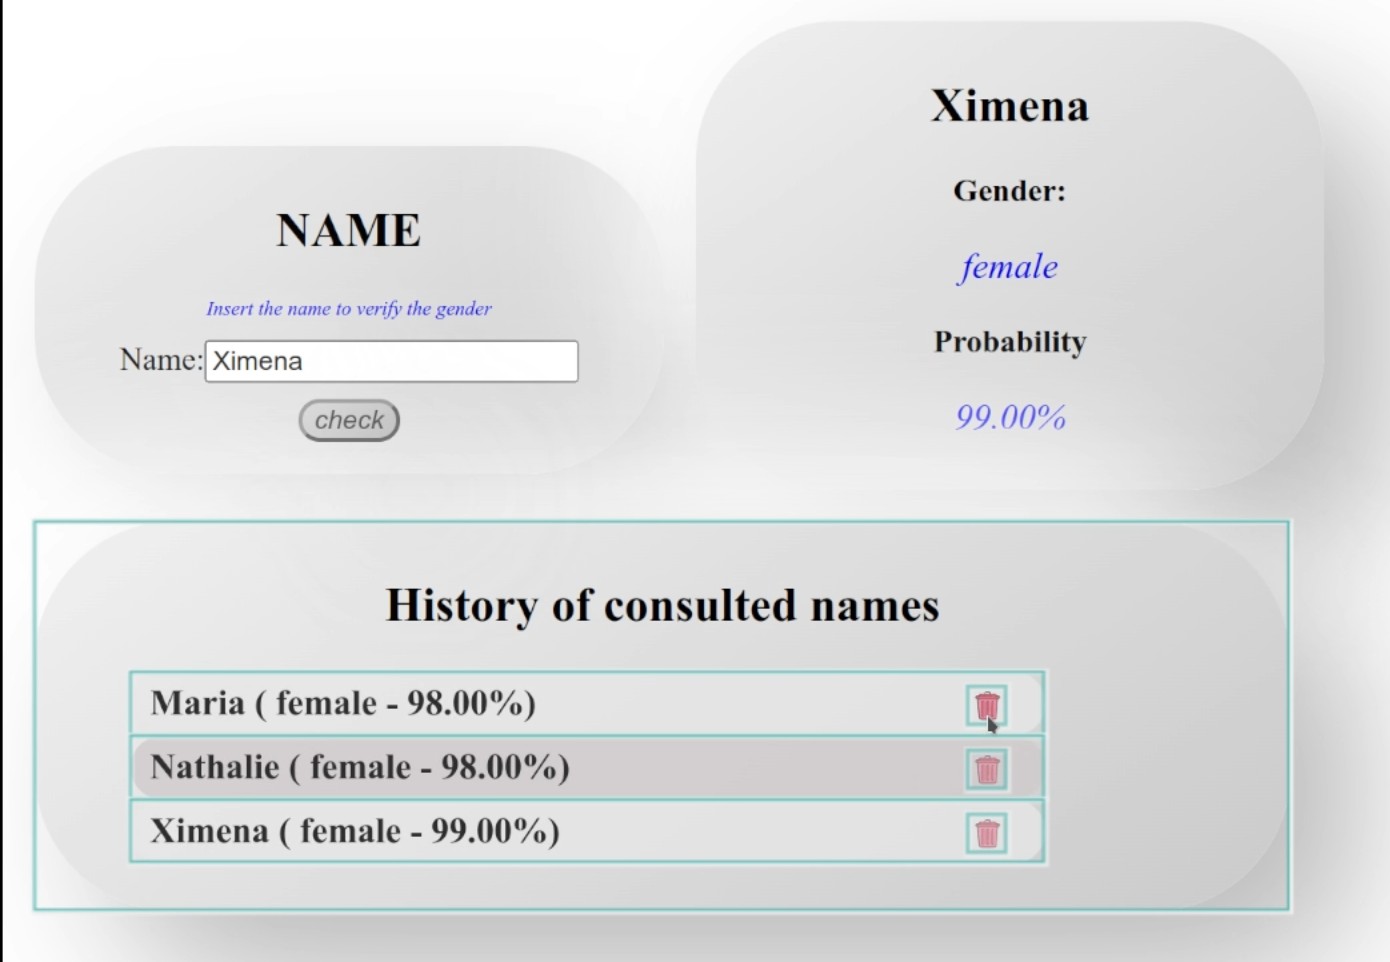 NAME
Insert the name to verify the gender
Name: Ximena
check
Ximena
Gender:
female
Probability
99.00%
History of consulted names
Maria ( female - 98.00%)
Nathalie ( female - 98.00%)
Ximena ( female - 99.00%)